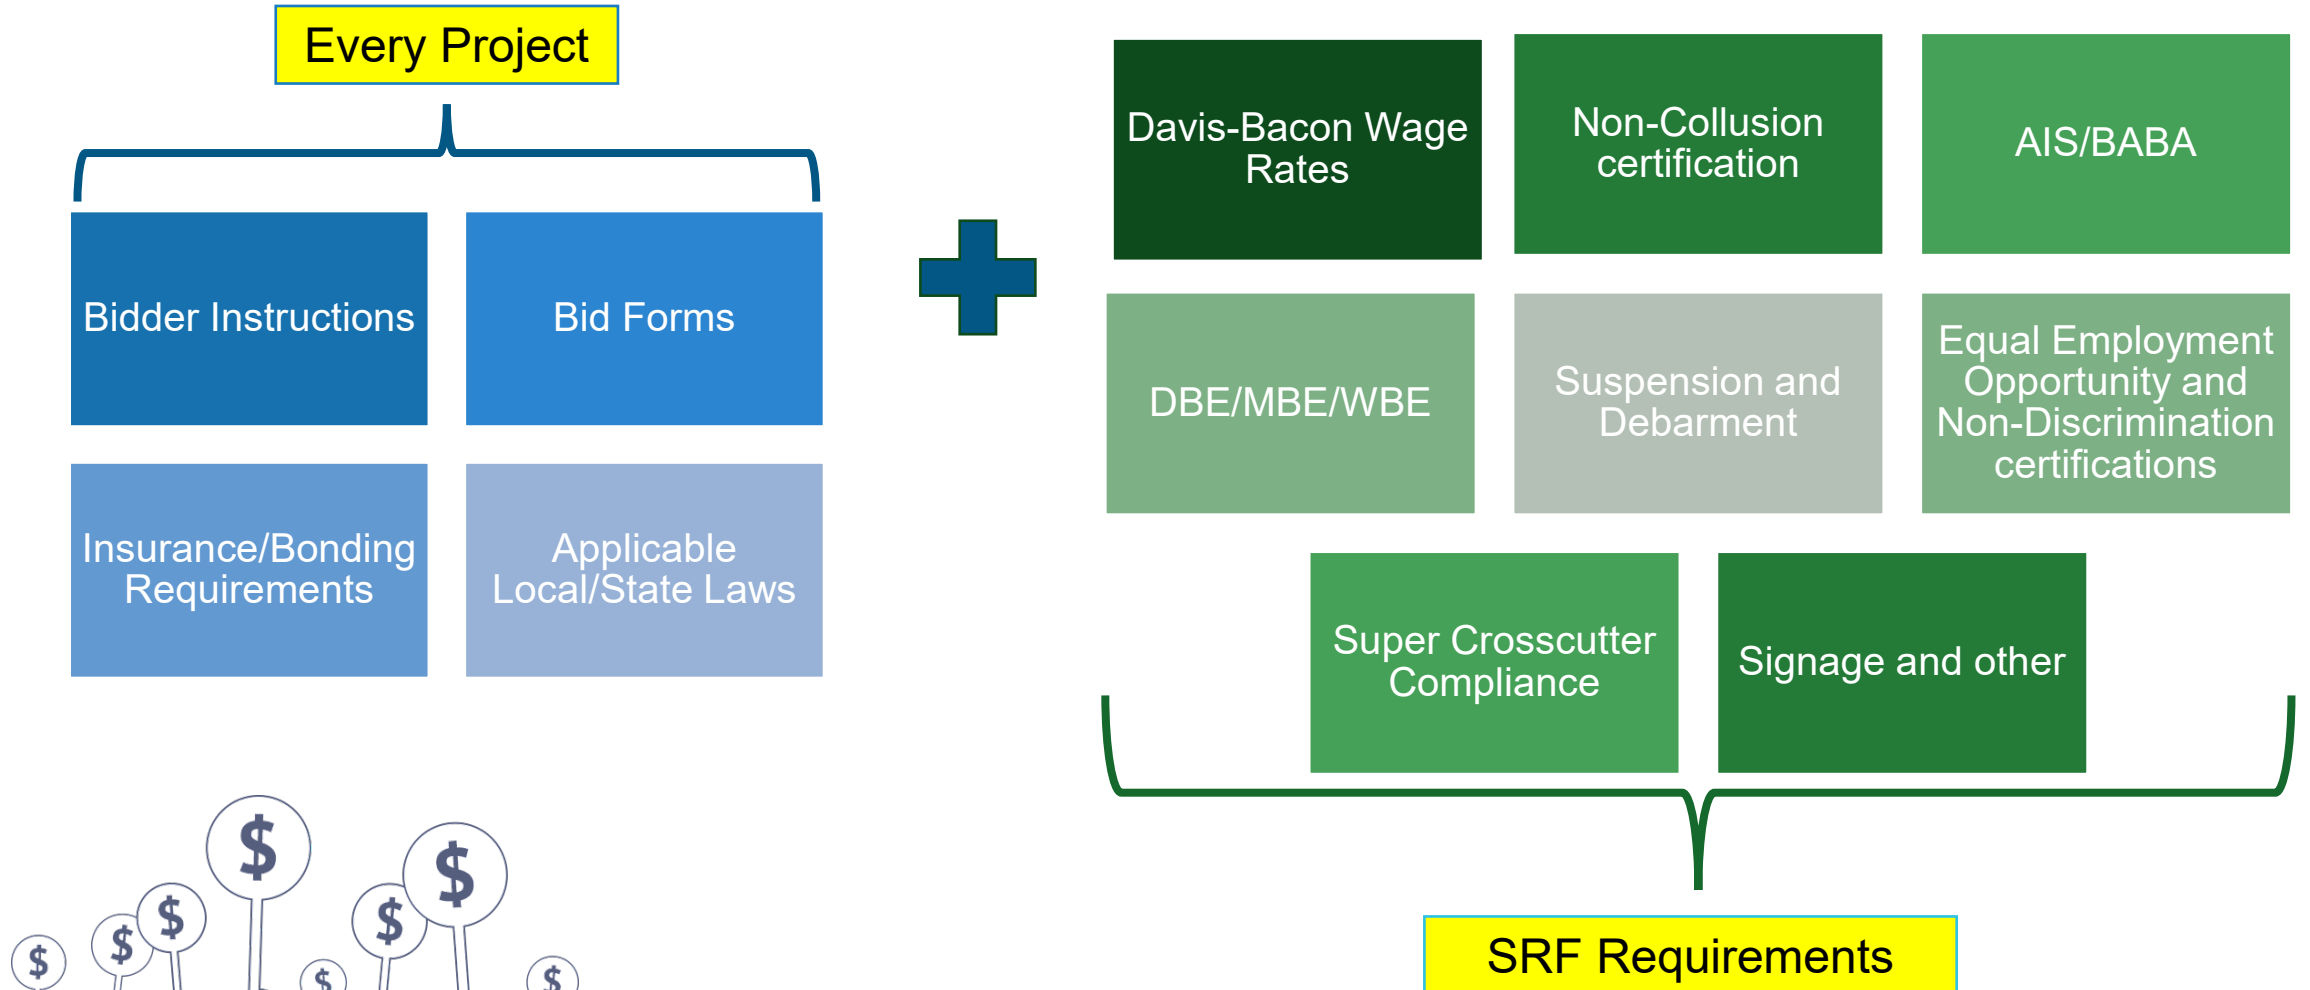 Every Project
Bidder Instructions
Bid Forms
Insurance/Bonding
Requirements
Applicable
Local/State Laws
Davis-Bacon Wage
Rates
Non-Collusion
certification
AIS/BABA
DBE/MBE/WBE
Suspension and
Debarment
Equal Employment
Opportunity and
Non-Discrimination
certifications
Super Crosscutter
Compliance
Signage and other
SRF Requirements
$
$
$
$
$
$
$
$